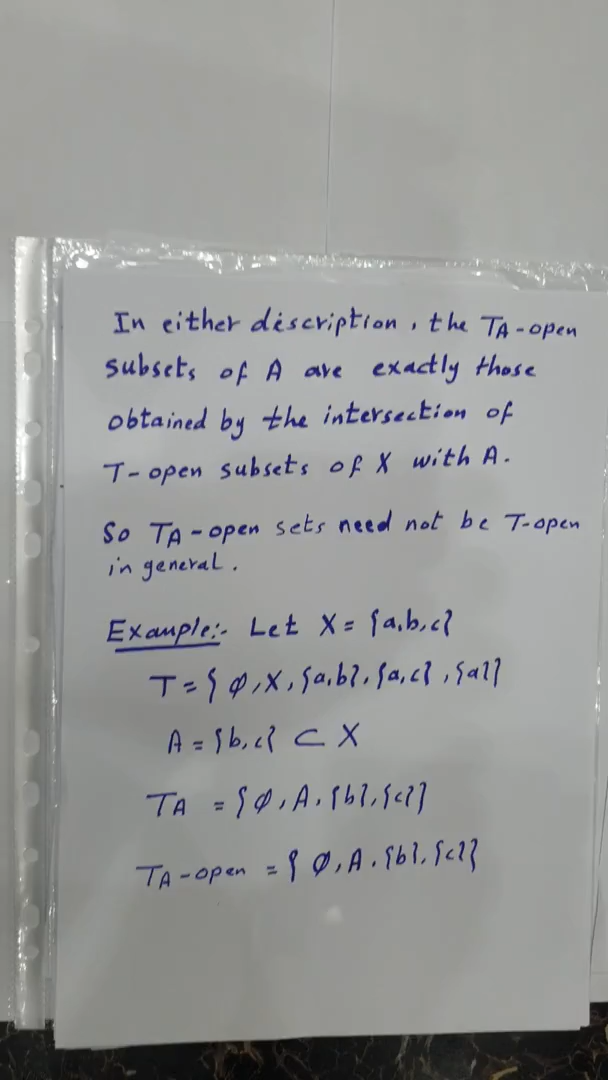 In either description, the TA-open
subsets of A are exactly those
obtained by the intersection of
T-open subsets of X with A.
So TA-open sets need not be T-open
in general.
Example:- Let X = {a,b,c}
T = { Ø, X, {a,b}, {a,c}, {a}}
A = {b,c} ⊂ X
TA = {Ø, A, {b}, {c}}
TA-open = { Ø, A, {b}, {c}}